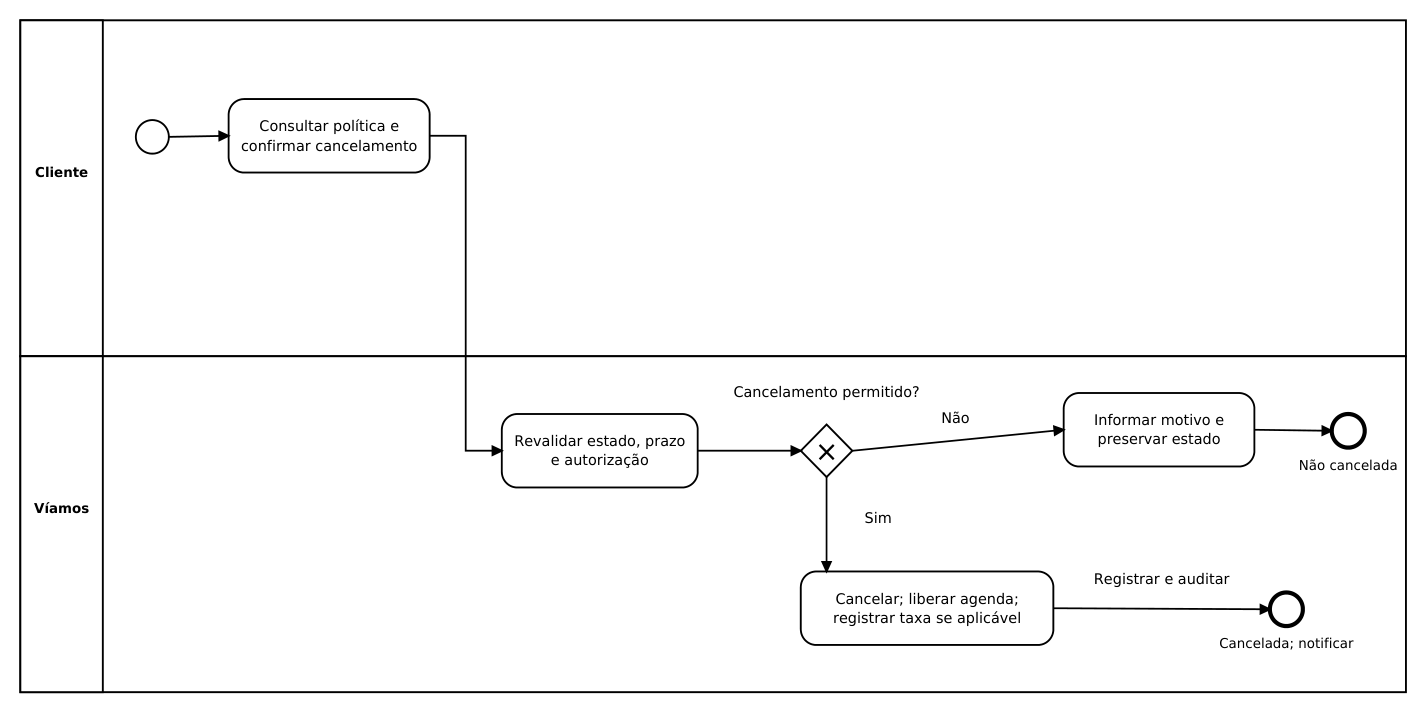 Cliente
Consultar política e
confirmar cancelamento
Víamos
Revalidar estado, prazo
e autorização
Cancelamento permitido?
Não
Informar motivo e
preservar estado
Não cancelada
Sim
Cancelar; liberar agenda;
registrar taxa se aplicável
Registrar e auditar
Cancelada; notificar